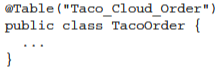 @Table("Taco_Cloud_Order")
public class TacoOrder {
...
}